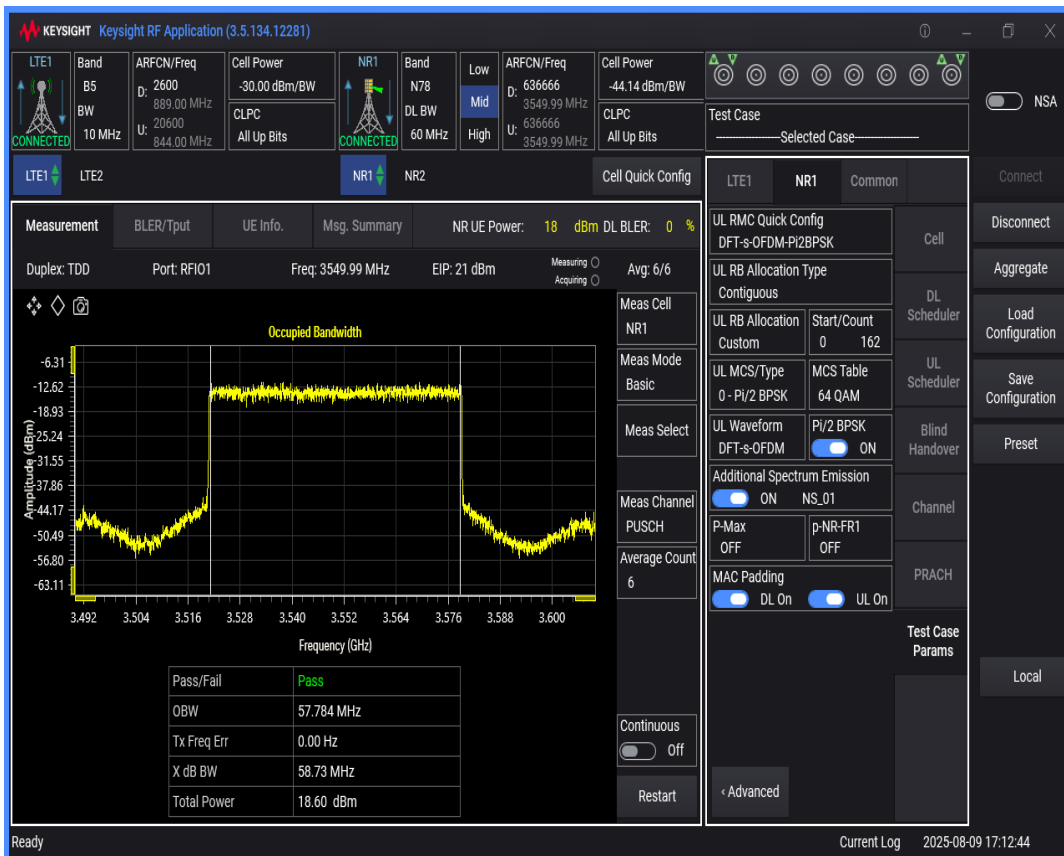 KEYSIGHT Keysight RF Application (3.5.134.12281)
LTE1
CONNECTED
Band
B5
BW
10 MHz
ARFCN/Freq
D: 2600
889.00 MHz
U: 20600
844.00 MHz
Cell Power
-30.00 dBm/BW
CLPC
All Up Bits
NR1
CONNECTED
Band
N78
DL BW
60 MHz
Low
Mid
High
ARFCN/Freq
D: 636666
3549.99 MHz
U: 636666
3549.99 MHz
Cell Power
-44.14 dBm/BW
CLPC
All Up Bits
Test Case
Selected Case
NSA
LTE1 LTE2
NR1 NR2
Cell Quick Config
Measurement BLER/Tput UE Info. Msg. Summary NR UE Power: 18 dBm DL BLER: 0 %
Duplex: TDD Port: RFIO1 Freq: 3549.99 MHz EIP: 21 dBm Measuring Acquiring Avg: 6/6
Occupied Bandwidth
Amplitude (dBm)
-6.31
-12.62
-18.93
-25.24
-31.55
-37.86
-44.17
-50.49
-56.80
-63.11
3.492 3.504 3.516 3.528 3.540 3.552 3.564 3.576 3.588 3.600
Frequency (GHz)
Pass/Fail Pass
OBW 57.784 MHz
Tx Freq Err 0.00 Hz
X dB BW 58.73 MHz
Total Power 18.60 dBm
Meas Cell
NR1
Meas Mode
Basic
Meas Select
Meas Channel
PUSCH
Average Count
6
Continuous
Off
Restart
LTE1 NR1 Common
UL RMC Quick Config
DFT-s-OFDM-Pi2BPSK
UL RB Allocation Type
Contiguous
UL RB Allocation
Custom
Start/Count
0 162
UL MCS/Type
0 - Pi/2 BPSK
MCS Table
64 QAM
UL Waveform
DFT-s-OFDM
Pi/2 BPSK
ON
Additional Spectrum Emission
ON NS_01
P-Max
OFF
p-NR-FR1
OFF
MAC Padding
DL On UL On
‹ Advanced
Cell
DL
Scheduler
UL
Scheduler
Blind
Handover
Channel
PRACH
Test Case
Params
Connect
Disconnect
Aggregate
Load
Configuration
Save
Configuration
Preset
Local
Ready
Current Log 2025-08-09 17:12:44